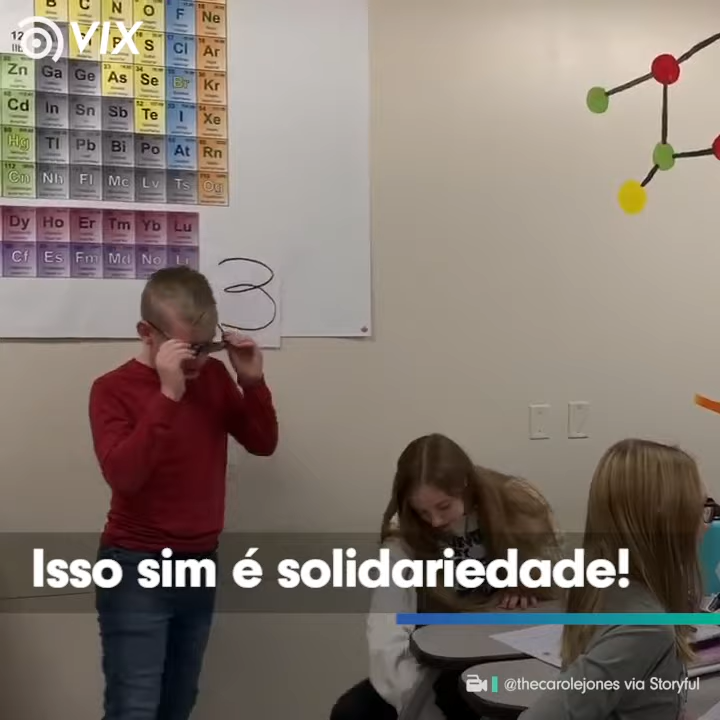 VIX
B C N O F Ne
S Cl Ar
Zn Ga Ge As Se Br Kr
Cd In Sn Sb Te I Xe
Hg Tl Pb Bi Po At Rn
Cn Nh Fl Mc Lv Ts Og
Dy Ho Er Tm Yb Lu
Cf Es Fm Md No Lr
3
Isso sim é solidariedade!
@thecarolejones via Storyful